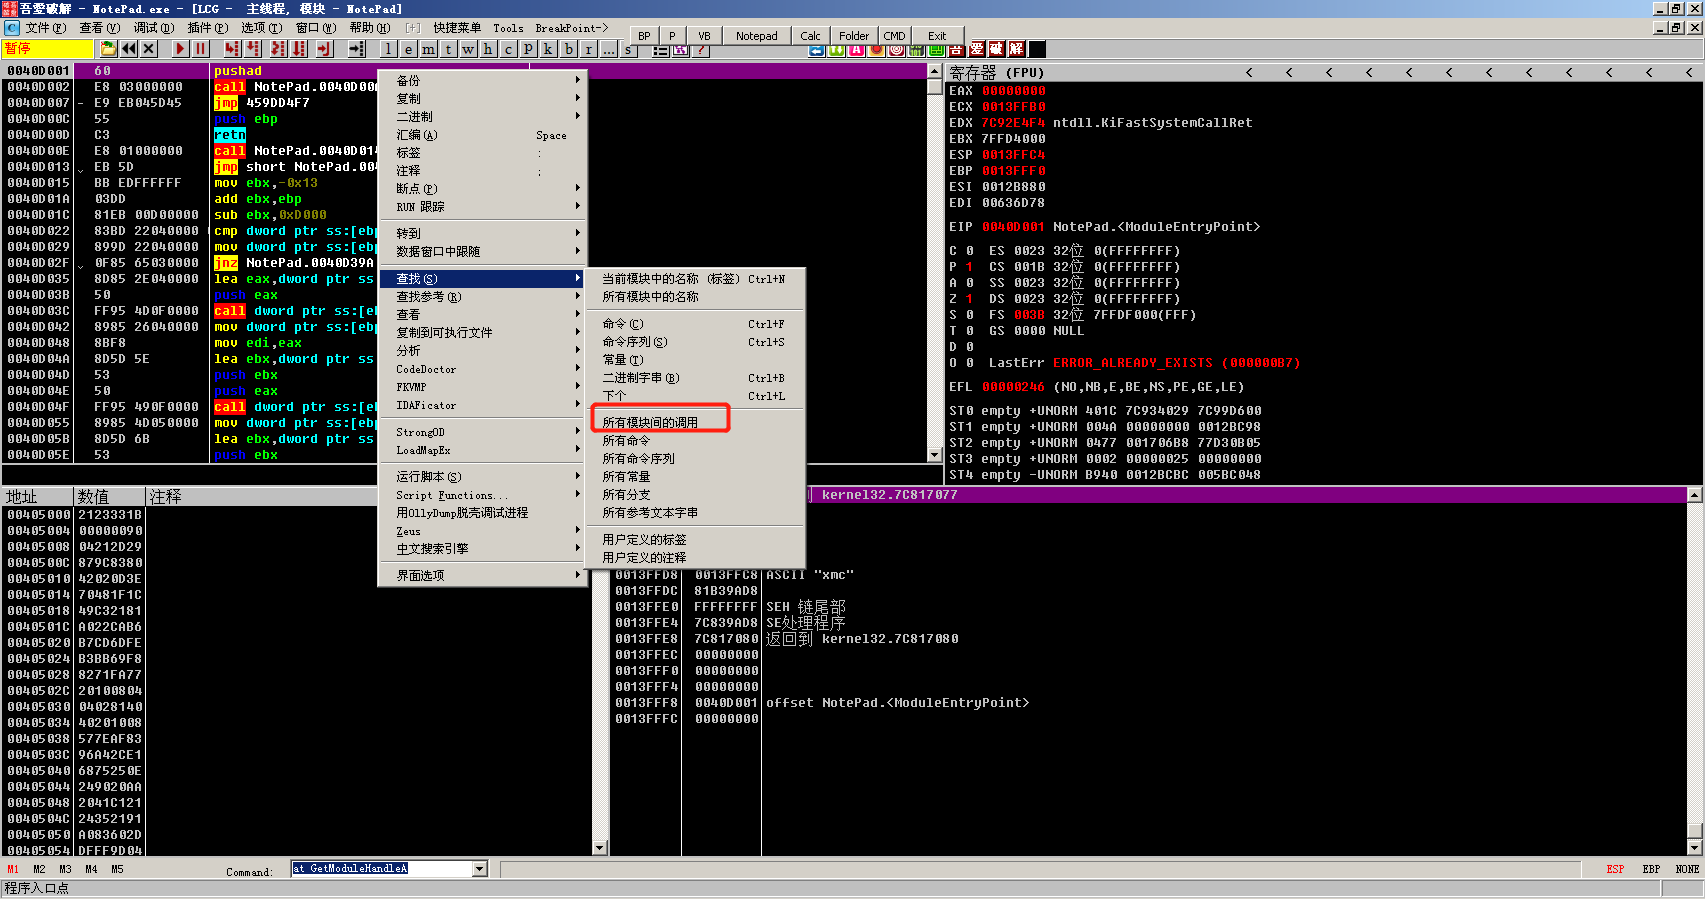 吾愛破解 - NotePad.exe - [LCG -  主线程, 模块 - NotePad]
文件(F) 查看(V) 调试(D) 插件(P) 选项(T) 窗口(W) 帮助(H) [+] 快捷菜单 Tools BreakPoint->
BP P VB Notepad Calc Folder CMD Exit
暂停
l e m t w h c P k b r ... s
吾 爱 破 解
0040D001 60 pushad
0040D002 E8 03000000 call NotePad.0040D00A
0040D007 - E9 EB045D45 jmp 459DD4F7
0040D00C 55 push ebp
0040D00D C3 retn
0040D00E E8 01000000 call NotePad.0040D014
0040D013 EB 5D jmp short NotePad.004
0040D015 BB EDFFFFFF mov ebx,-0x13
0040D01A 03DD add ebx,ebp
0040D01C 81EB 00D00000 sub ebx,0xD000
0040D022 83BD 22040000 cmp dword ptr ss:[ebp
0040D029 899D 22040000 mov dword ptr ss:[ebp
0040D02F 0F85 65030000 jnz NotePad.0040D39A
0040D035 8D85 2E040000 lea eax,dword ptr ss
0040D03B 50 push eax
0040D03C FF95 4D0F0000 call dword ptr ss:[eb
0040D042 8985 26040000 mov dword ptr ss:[ebp
0040D048 8BF8 mov edi,eax
0040D04A 8D5D 5E lea ebx,dword ptr ss
0040D04D 53 push ebx
0040D04E 50 push eax
0040D04F FF95 490F0000 call dword ptr ss:[eb
0040D055 8985 4D050000 mov dword ptr ss:[ebp
0040D05B 8D5D 6B lea ebx,dword ptr ss
0040D05E 53 push ebx
备份
复制
二进制
汇编(A) Space
标签 :
注释 ;
断点(P)
RUN 跟踪
转到
数据窗口中跟随
查找(S)
查找参考(R)
查看
复制到可执行文件
分析
CodeDoctor
FKVMP
IDAFicator
StrongOD
LoadMapEx
运行脚本(S)
Script Functions...
用OllyDump脱壳调试进程
Zeus
中文搜索引擎
界面选项
当前模块中的名称 (标签) Ctrl+N
所有模块中的名称
命令(C) Ctrl+F
命令序列(S) Ctrl+S
常量(T)
二进制字串(B) Ctrl+B
下个 Ctrl+L
所有模块间的调用
所有命令
所有命令序列
所有常量
所有分支
所有参考文本字串
用户定义的标签
用户定义的注释
寄存器 (FPU) < < < < < < < < < < < <
EAX 00000000
ECX 0013FFB0
EDX 7C92E4F4 ntdll.KiFastSystemCallRet
EBX 7FFD4000
ESP 0013FFC4
EBP 0013FFF0
ESI 0012B880
EDI 00636D78
EIP 0040D001 NotePad.<ModuleEntryPoint>
C 0 ES 0023 32位 0(FFFFFFFF)
P 1 CS 001B 32位 0(FFFFFFFF)
A 0 SS 0023 32位 0(FFFFFFFF)
Z 1 DS 0023 32位 0(FFFFFFFF)
S 0 FS 003B 32位 7FFDF000(FFF)
T 0 GS 0000 NULL
D 0
O 0 LastErr ERROR_ALREADY_EXISTS (000000B7)
EFL 00000246 (NO,NB,E,BE,NS,PE,GE,LE)
ST0 empty +UNORM 401C 7C934029 7C99D600
ST1 empty +UNORM 004A 00000000 0012BC98
ST2 empty +UNORM 0477 001706B8 77D30B05
ST3 empty +UNORM 0002 00000025 00000000
ST4 empty -UNORM B940 0012BCBC 005BC048
地址 数值 注释
00405000 2123331B
00405004 00000090
00405008 04212D29
0040500C 879C8380
00405010 42020D3E
00405014 70481F1C
00405018 49C32181
0040501C A022CAB6
00405020 B7CD6DFE
00405024 B3BB69F8
00405028 8271FA77
0040502C 20100804
00405030 04028140
00405034 40201008
00405038 577EAF83
0040503C 96A42CE1
00405040 6875250E
00405044 249020AA
00405048 2041C121
0040504C 24352191
00405050 A083602D
00405054 DFFF9D04
kernel32.7C817077
0013FFD8 0013FFC8 ASCII "xmc"
0013FFDC 81B39AD8
0013FFE0 FFFFFFFF SEH 链尾部
0013FFE4 7C839AD8 SE处理程序
0013FFE8 7C817080 返回到 kernel32.7C817080
0013FFEC 00000000
0013FFF0 00000000
0013FFF4 00000000
0013FFF8 0040D001 offset NotePad.<ModuleEntryPoint>
0013FFFC 00000000
M1 M2 M3 M4 M5 Command: at GetModuleHandleA ESP EBP NONE
程序入口点